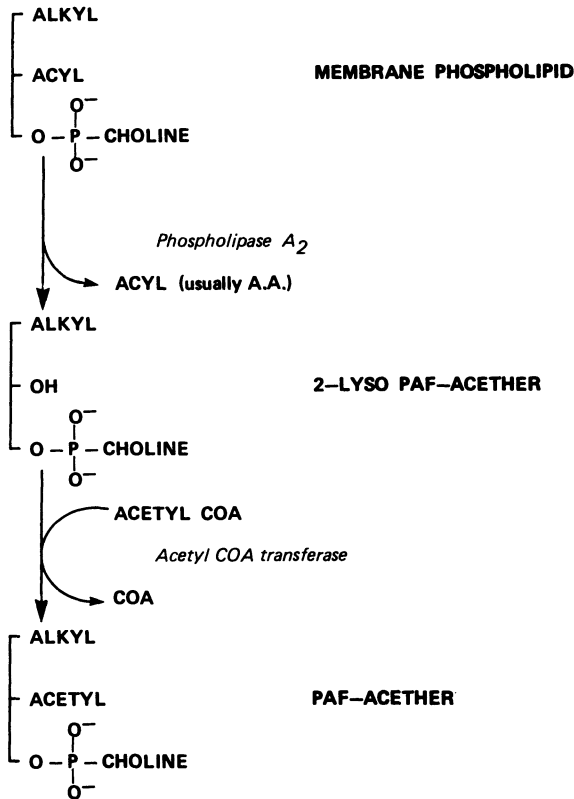 ALKYL
ACYL MEMBRANE PHOSPHOLIPID
O−
O – P – CHOLINE
O−
Phospholipase A2
ACYL (usually A.A.)
ALKYL
OH 2–LYSO PAF–ACETHER
O−
O – P – CHOLINE
O−
ACETYL COA
Acetyl COA transferase
COA
ALKYL
ACETYL PAF–ACETHER
O−
O – P – CHOLINE
O−